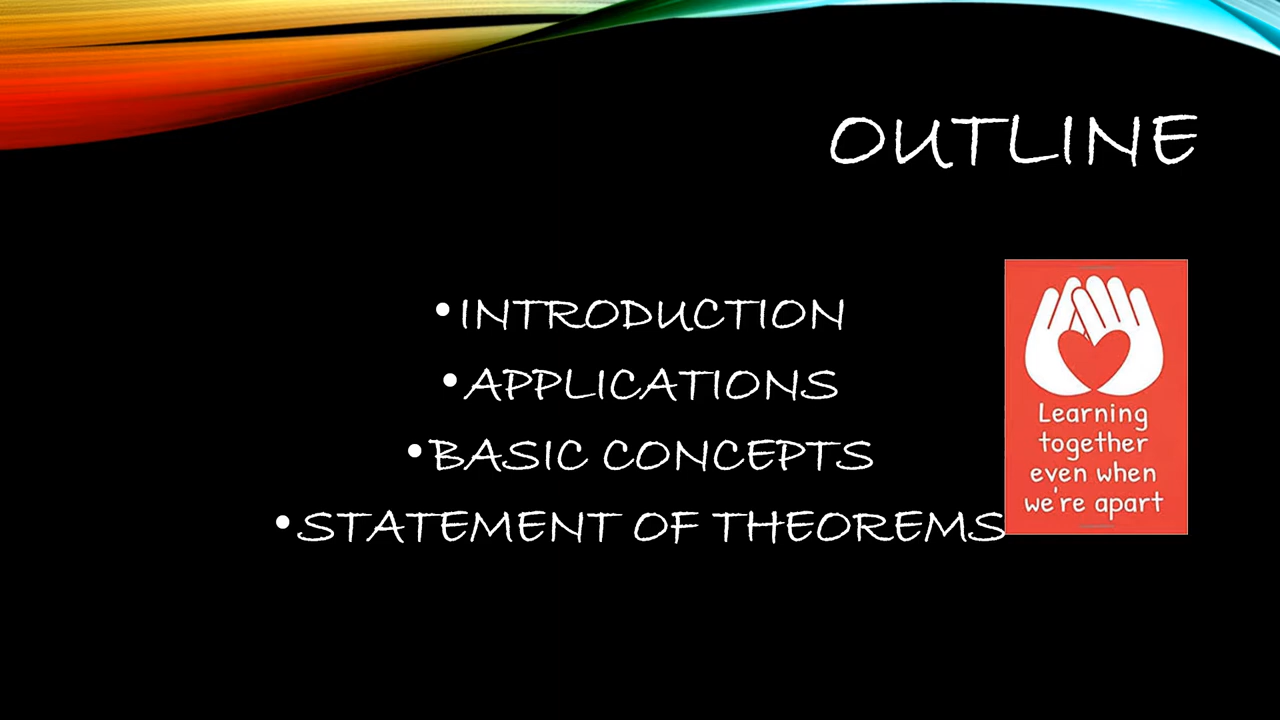 OUTLINE
•INTRODUCTION
•APPLICATIONS
•BASIC CONCEPTS
•STATEMENT OF THEOREMS
Learning
together
even when
we're apart